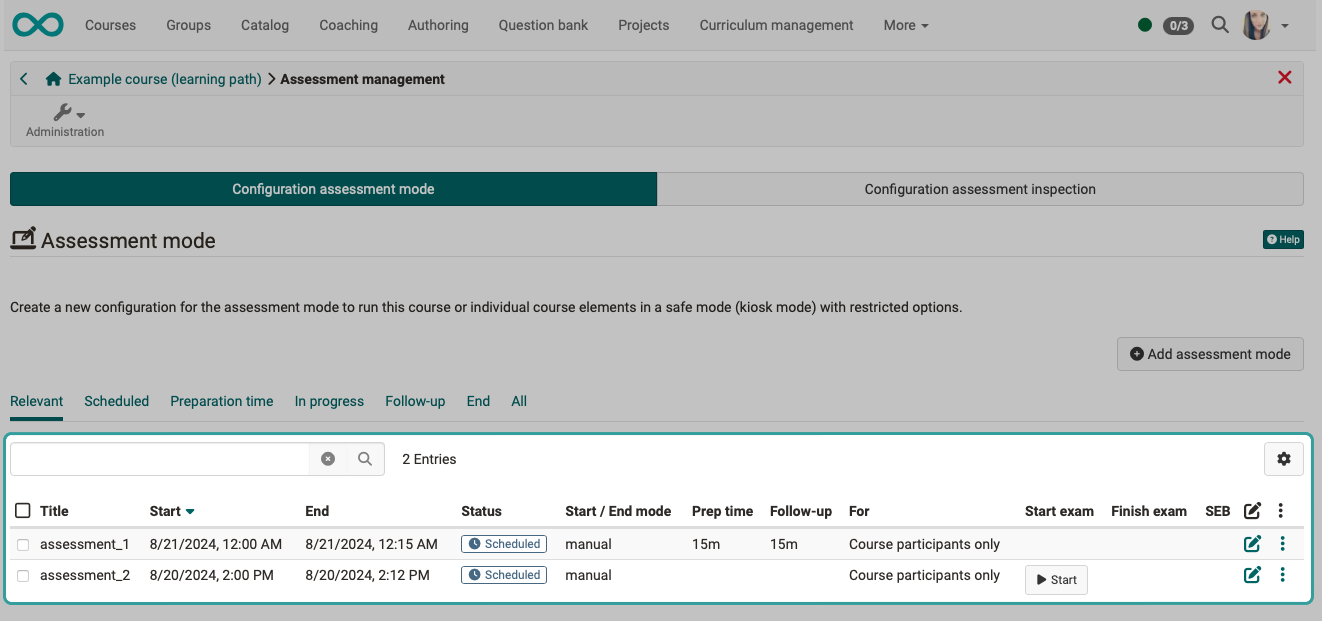 Courses Groups Catalog Coaching Authoring Question bank Projects Curriculum management More 0/3
Example course (learning path) Assessment management
Administration
Configuration assessment mode Configuration assessment inspection
Assessment mode Help
Create a new configuration for the assessment mode to run this course or individual course elements in a safe mode (kiosk mode) with restricted options.
Add assessment mode
Relevant Scheduled Preparation time In progress Follow-up End All
2 Entries
Title Start End Status Start / End mode Prep time Follow-up For Start exam Finish exam SEB
assessment_1 8/21/2024, 12:00 AM 8/21/2024, 12:15 AM Scheduled manual 15m 15m Course participants only
assessment_2 8/20/2024, 2:00 PM 8/20/2024, 2:12 PM Scheduled manual Course participants only Start